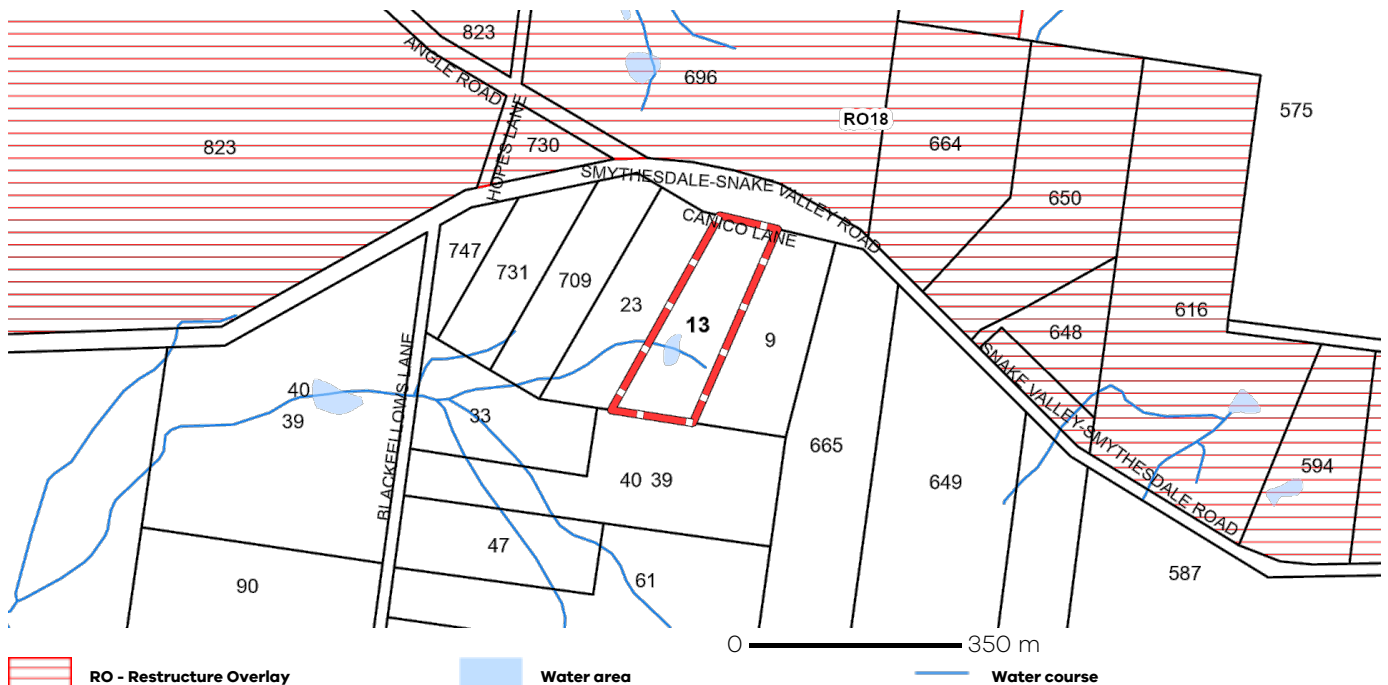 823
ANGLE ROAD
696
575
RO18
HOPES LANE
730
823
664
SMYTHESDALE-SNAKE VALLEY ROAD
650
CANICO LANE
747
731
709
23
13
9
616
648
SNAKE VALLEY-SMYTHESDALE ROAD
BLACKFELLOWS LANE
40
39
33
665
594
40 39
649
47
61
587
90
0 350 m
RO - Restructure Overlay
Water area
Water course